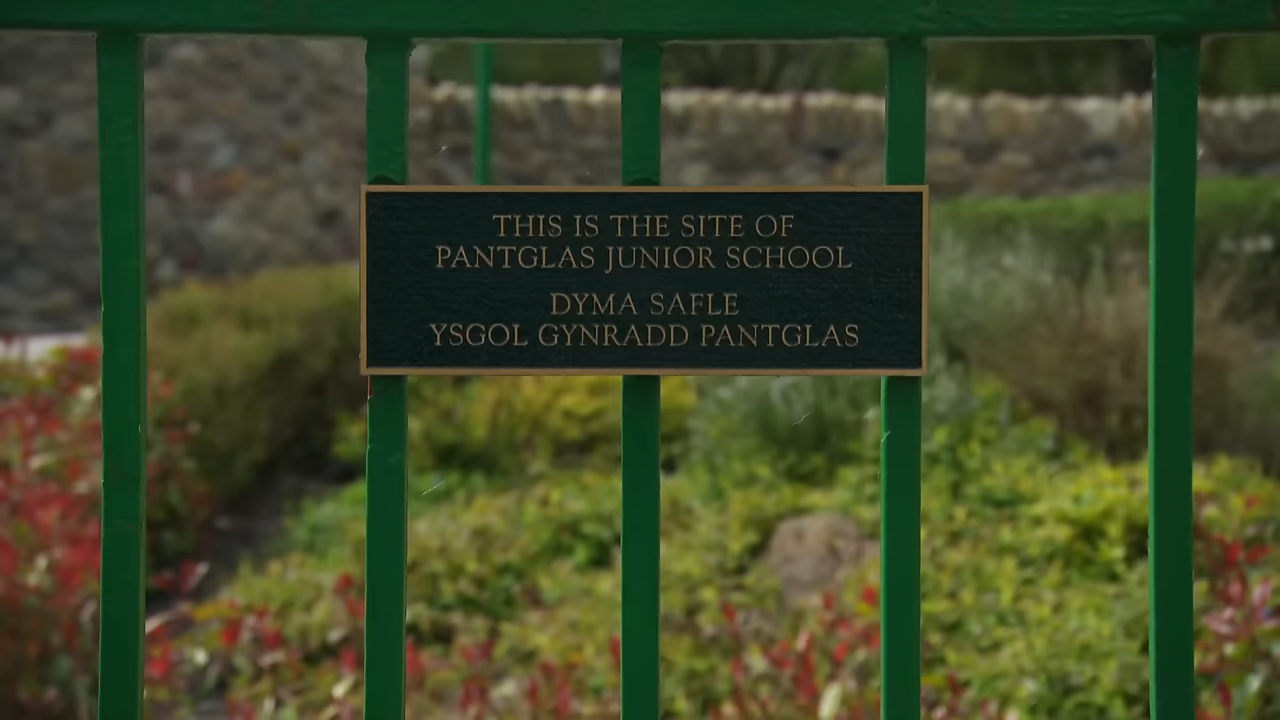 THIS IS THE SITE OF
PANTGLAS JUNIOR SCHOOL
DYMA SAFLE
YSGOL GYNRADD PANTGLAS